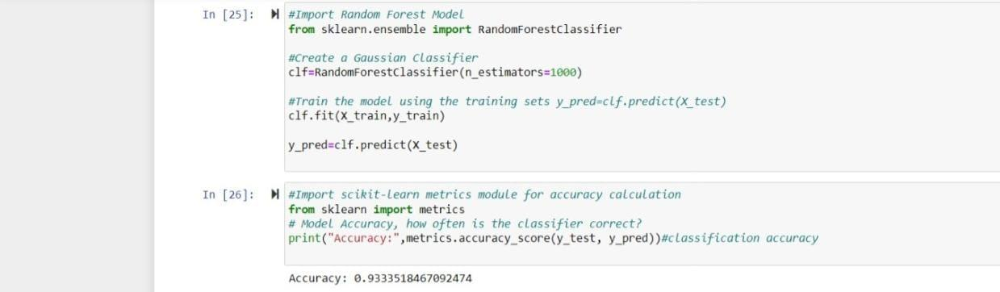 In [25]: #Import Random Forest Model
from sklearn.ensemble import RandomForestClassifier
#Create a Gaussian Classifier
clf=RandomForestClassifier(n_estimators=1000)
#Train the model using the training sets y_pred=clf.predict(X_test)
clf.fit(X_train,y_train)
y_pred=clf.predict(X_test)
In [26]: #Import scikit-learn metrics module for accuracy calculation
from sklearn import metrics
# Model Accuracy, how often is the classifier correct?
print("Accuracy:",metrics.accuracy_score(y_test, y_pred))#classification accuracy
Accuracy: 0.9333518467092474